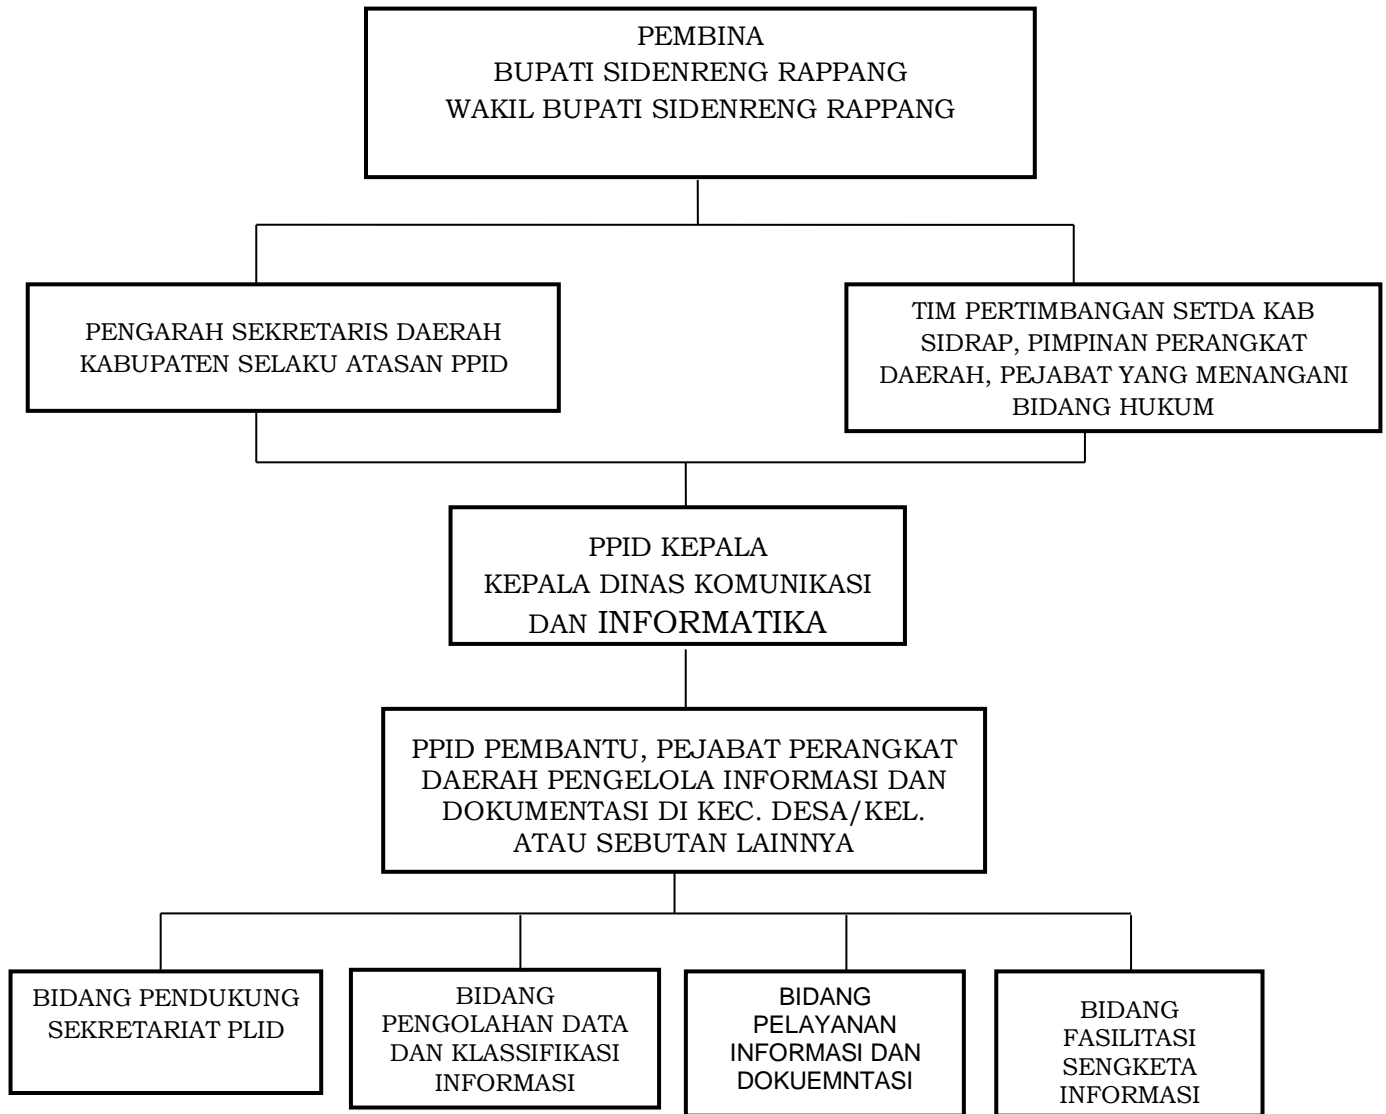 PEMBINA
BUPATI SIDENRENG RAPPANG
WAKIL BUPATI SIDENRENG RAPPANG
PENGARAH SEKRETARIS DAERAH
KABUPATEN SELAKU ATASAN PPID
TIM PERTIMBANGAN SETDA KAB
SIDRAP, PIMPINAN PERANGKAT
DAERAH, PEJABAT YANG MENANGANI
BIDANG HUKUM
PPID KEPALA
KEPALA DINAS KOMUNIKASI
DAN INFORMATIKA
PPID PEMBANTU, PEJABAT PERANGKAT
DAERAH PENGELOLA INFORMASI DAN
DOKUMENTASI DI KEC. DESA/KEL.
ATAU SEBUTAN LAINNYA
BIDANG PENDUKUNG
SEKRETARIAT PLID
BIDANG
PENGOLAHAN DATA
DAN KLASSIFIKASI
INFORMASI
BIDANG
PELAYANAN
INFORMASI DAN
DOKUEMNTASI
BIDANG
FASILITASI
SENGKETA
INFORMASI